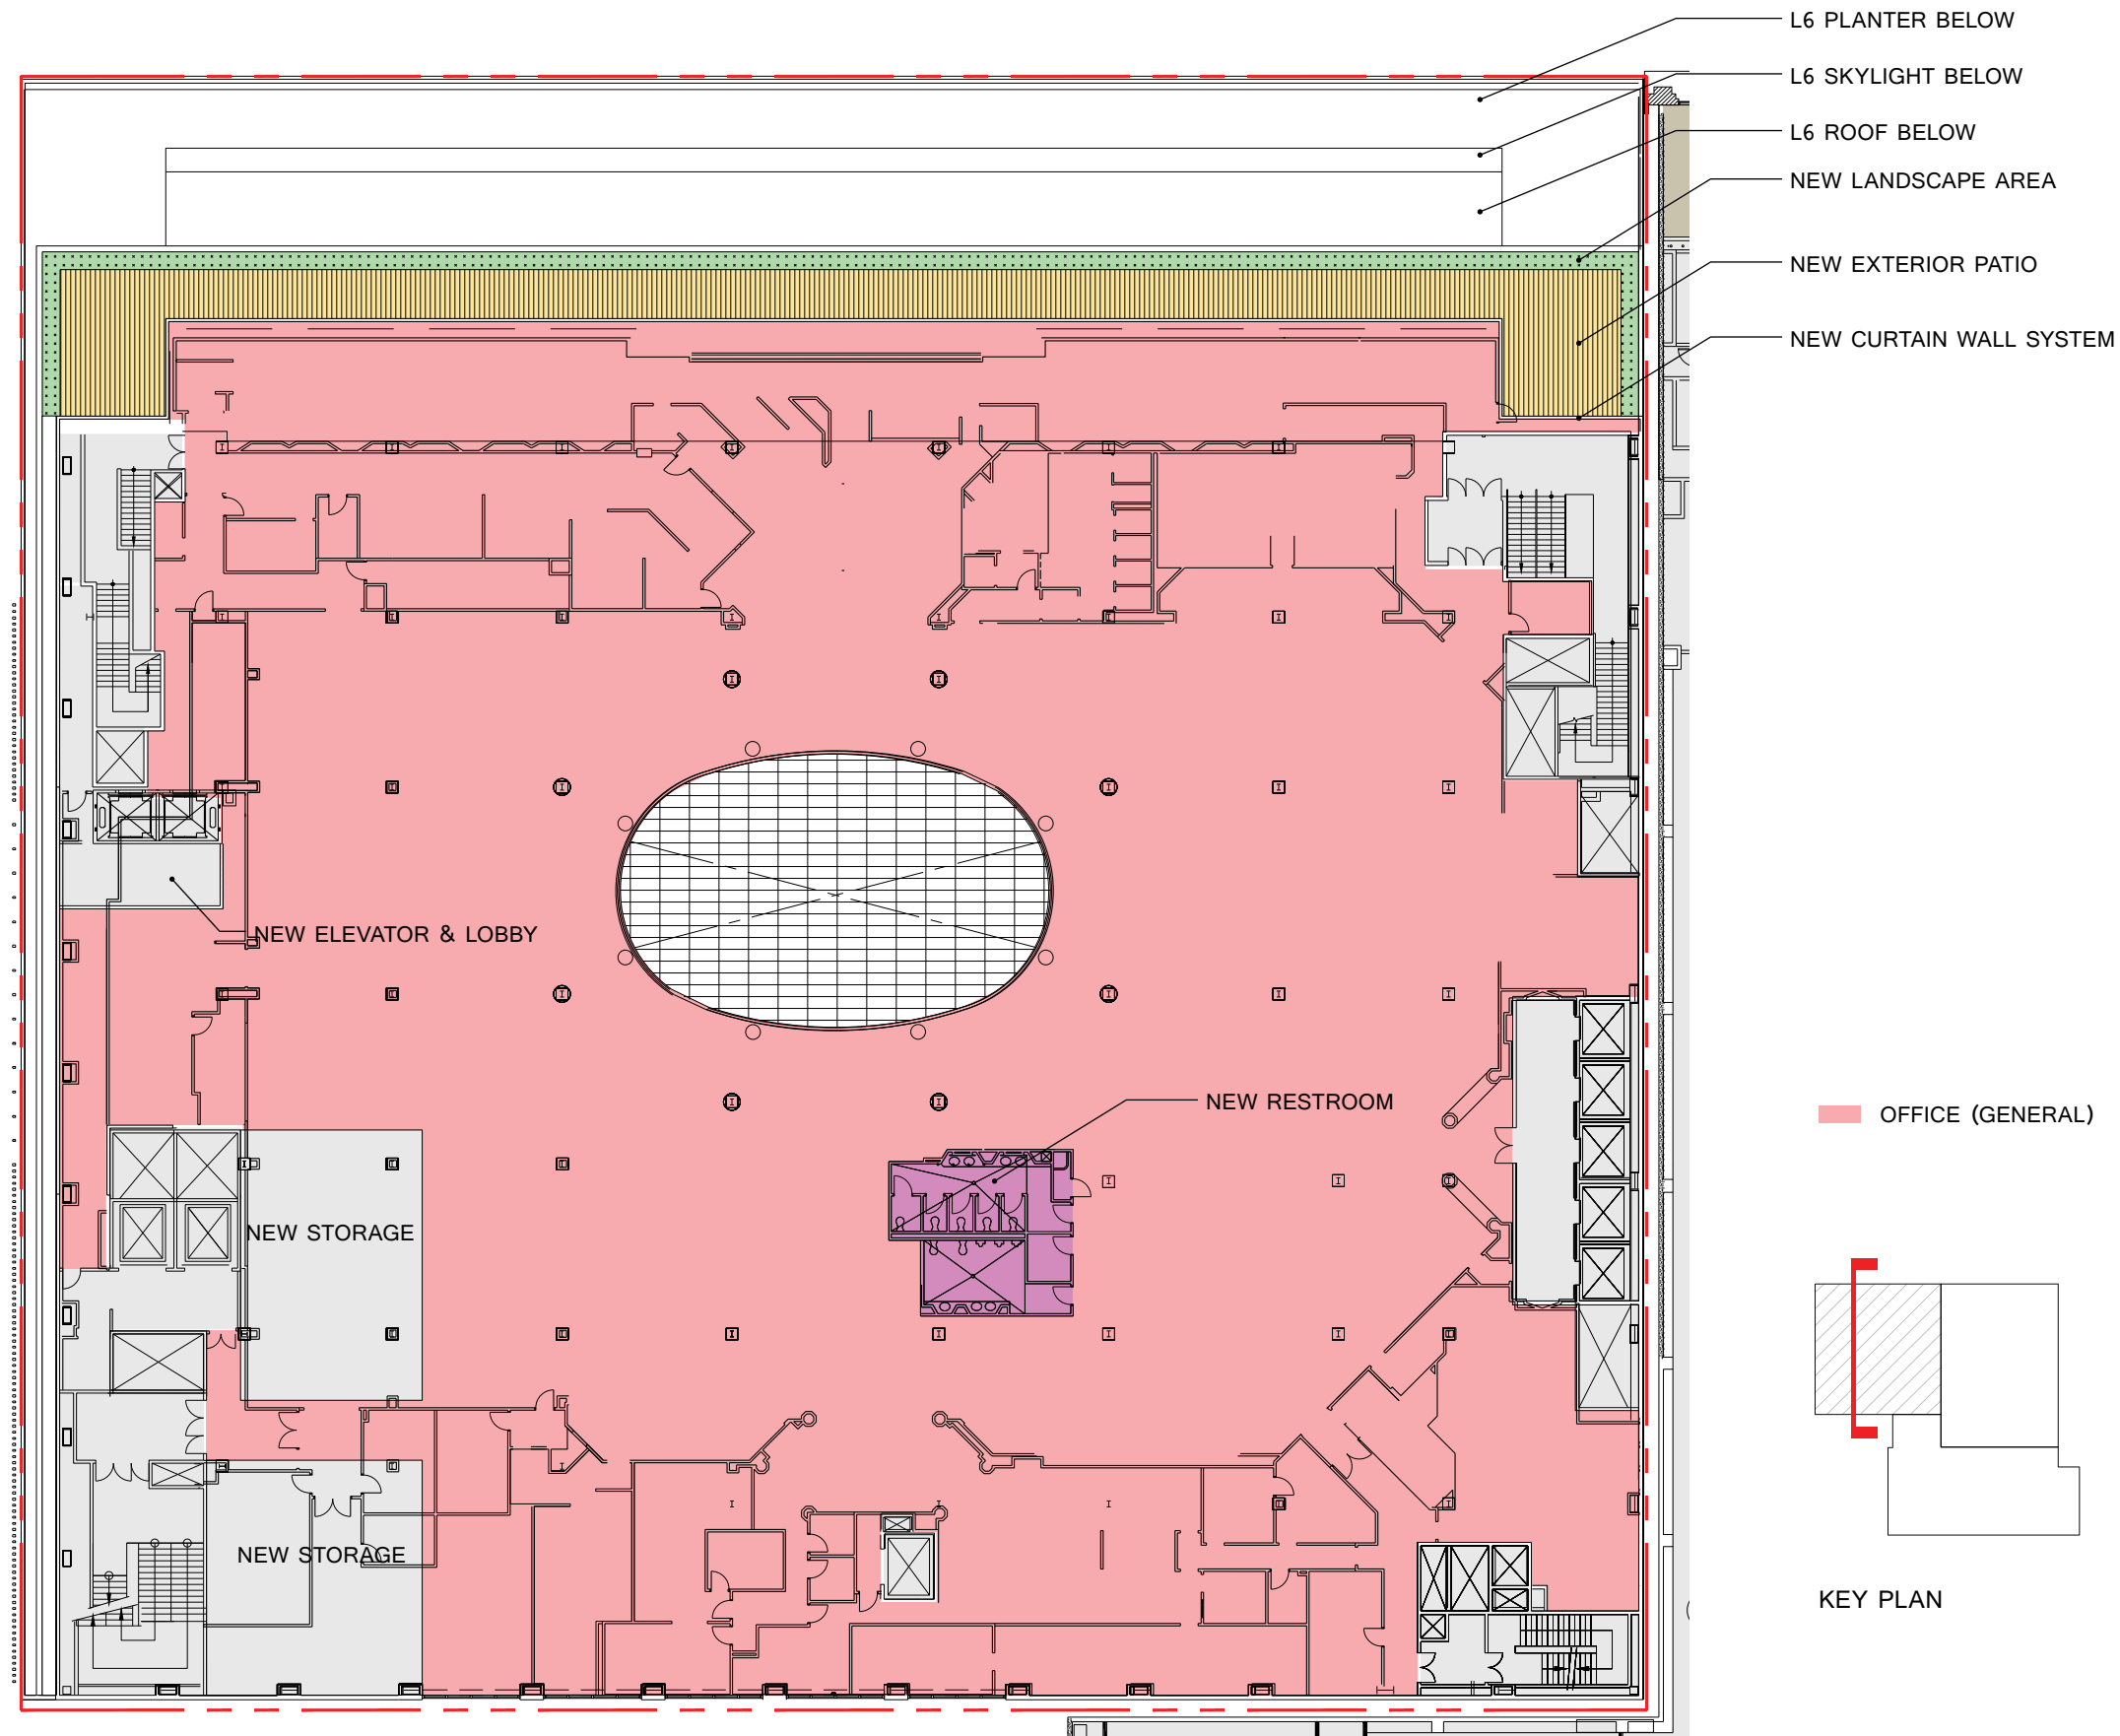 L6 PLANTER BELOW
L6 SKYLIGHT BELOW
L6 ROOF BELOW
NEW LANDSCAPE AREA
NEW EXTERIOR PATIO
NEW CURTAIN WALL SYSTEM
NEW ELEVATOR & LOBBY
NEW RESTROOM
OFFICE (GENERAL)
NEW STORAGE
NEW STORAGE
KEY PLAN